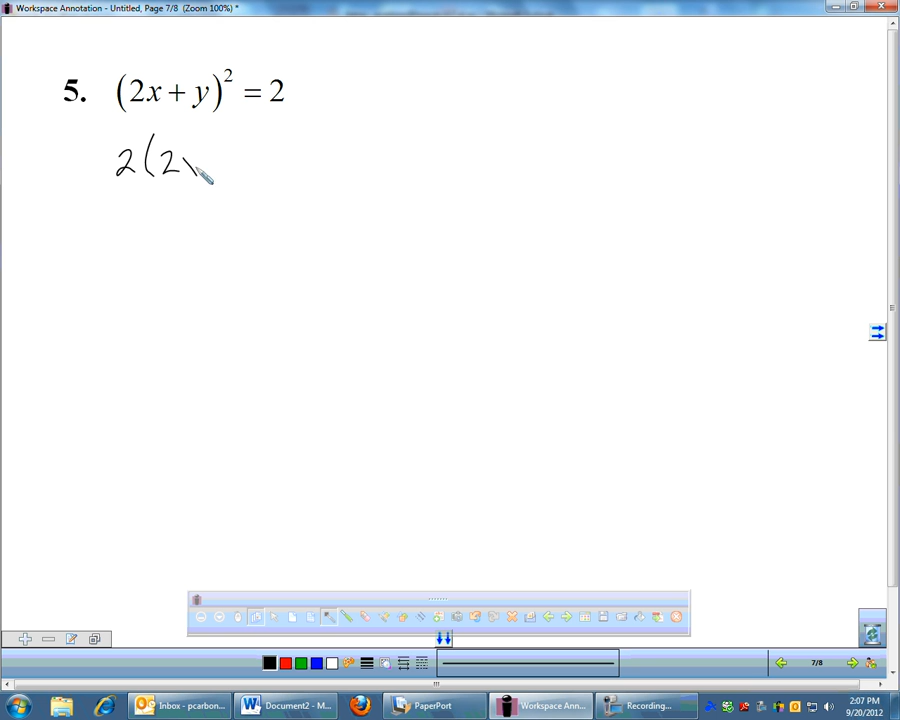 Workspace Annotation - Untitled, Page 7/8 (Zoom 100%) *
5. (2x + y)² = 2
2(2
7/8
Inbox - pcarbon...
Document2 - M...
PaperPort
Workspace Ann...
Recording...
2:07 PM
9/20/2012